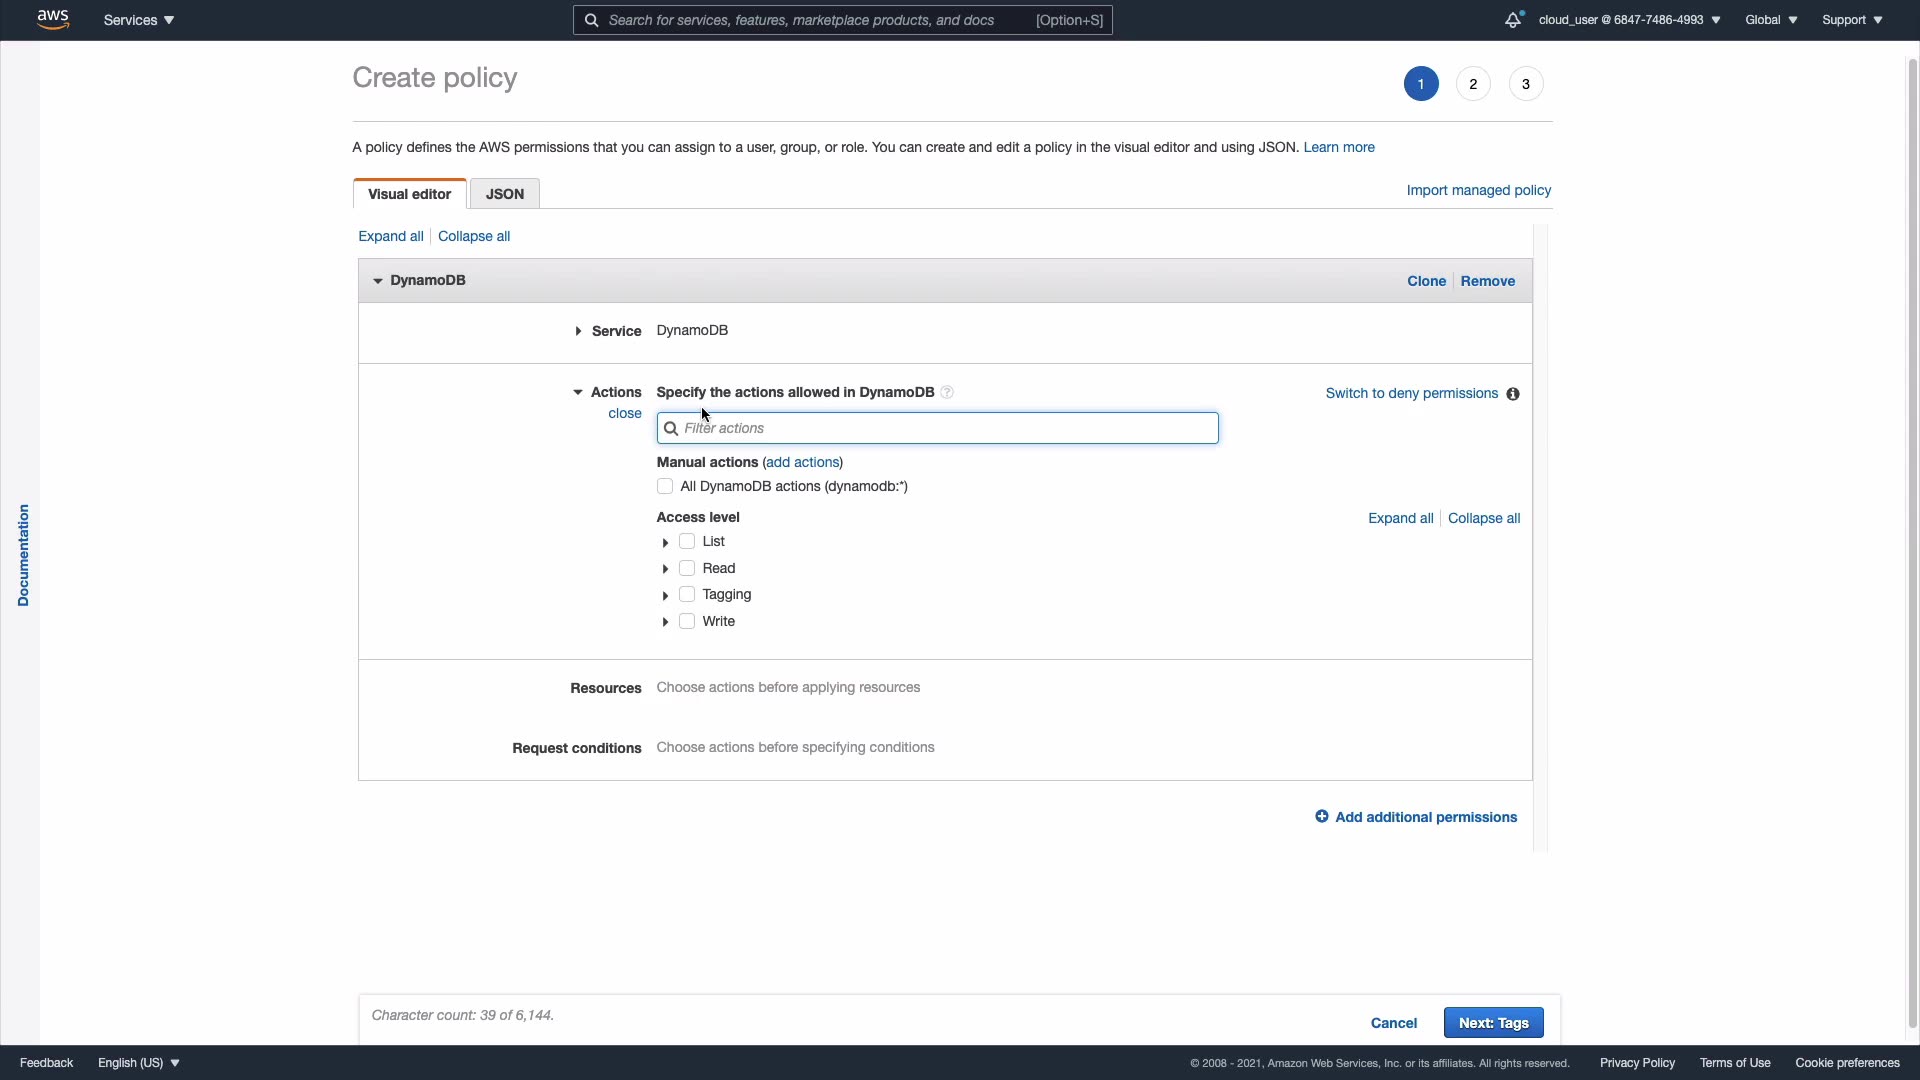 aws Services Search for services, features, marketplace products, and docs [Option+S] cloud_user @ 6847-7486-4993 Global Support
Create policy 1 2 3
A policy defines the AWS permissions that you can assign to a user, group, or role. You can create and edit a policy in the visual editor and using JSON. Learn more
Visual editor JSON Import managed policy
Expand all Collapse all
DynamoDB Clone Remove
Service DynamoDB
Actions Specify the actions allowed in DynamoDB ? Switch to deny permissions i
close
Filter actions
Manual actions (add actions)
All DynamoDB actions (dynamodb:*)
Access level Expand all Collapse all
List
Read
Tagging
Write
Documentation
Resources Choose actions before applying resources
Request conditions Choose actions before specifying conditions
Add additional permissions
Character count: 39 of 6,144.
Cancel Next: Tags
Feedback English (US) © 2008 - 2021, Amazon Web Services, Inc. or its affiliates. All rights reserved. Privacy Policy Terms of Use Cookie preferences